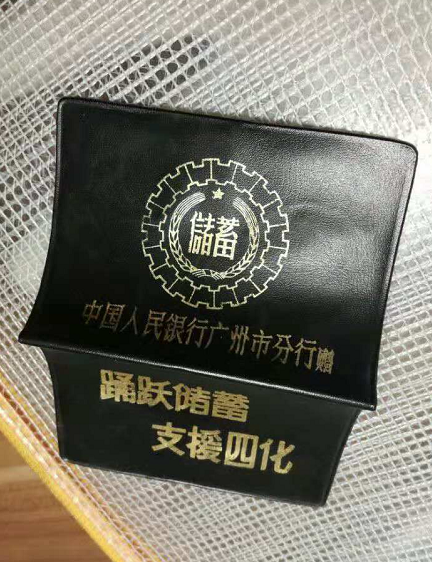 儲蓄
中国人民银行广州市分行赠
踊跃储蓄
支援四化